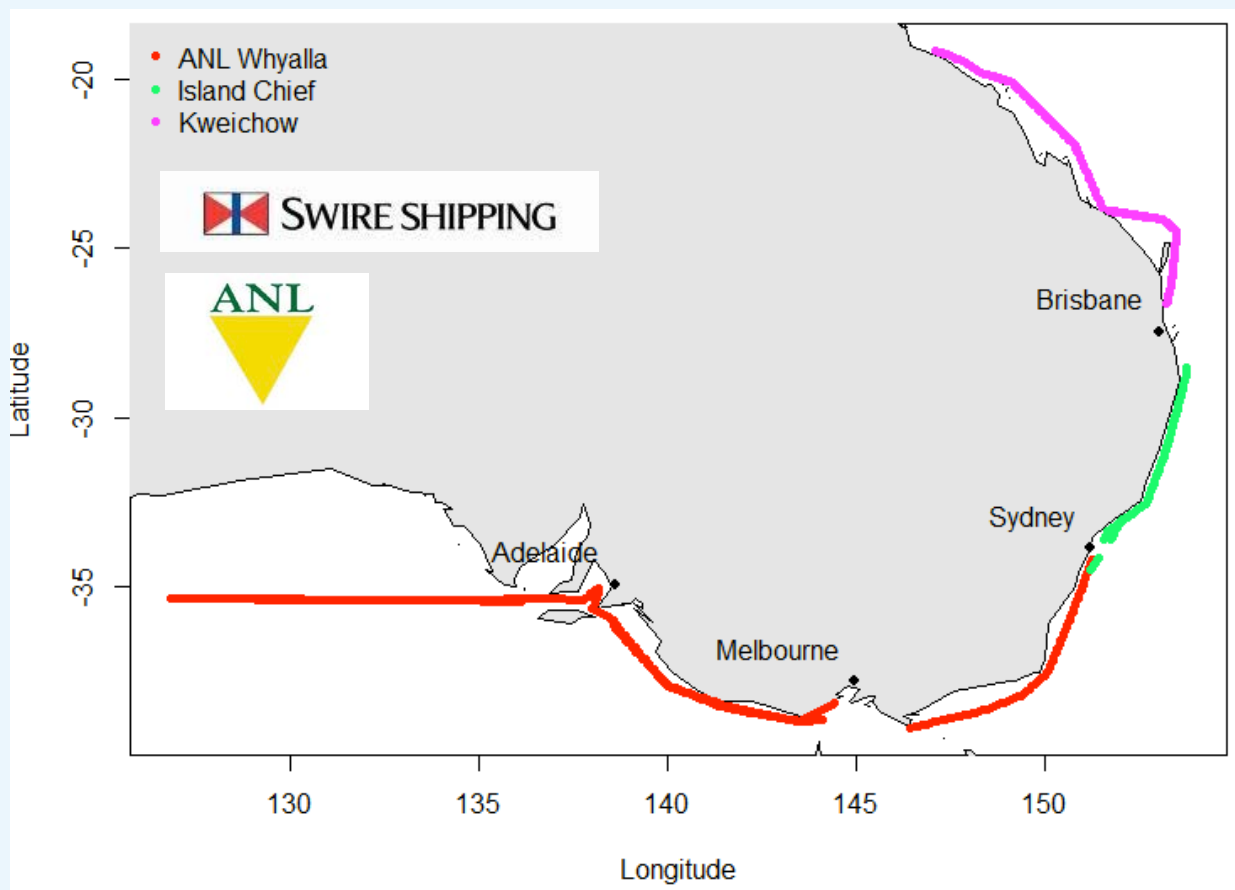 ANL Whyalla
Island Chief
Kweichow
SWIRE SHIPPING
ANL
Brisbane
Sydney
Adelaide
Melbourne
Latitude
-20
-25
-30
-35
130
135
140
145
150
Longitude